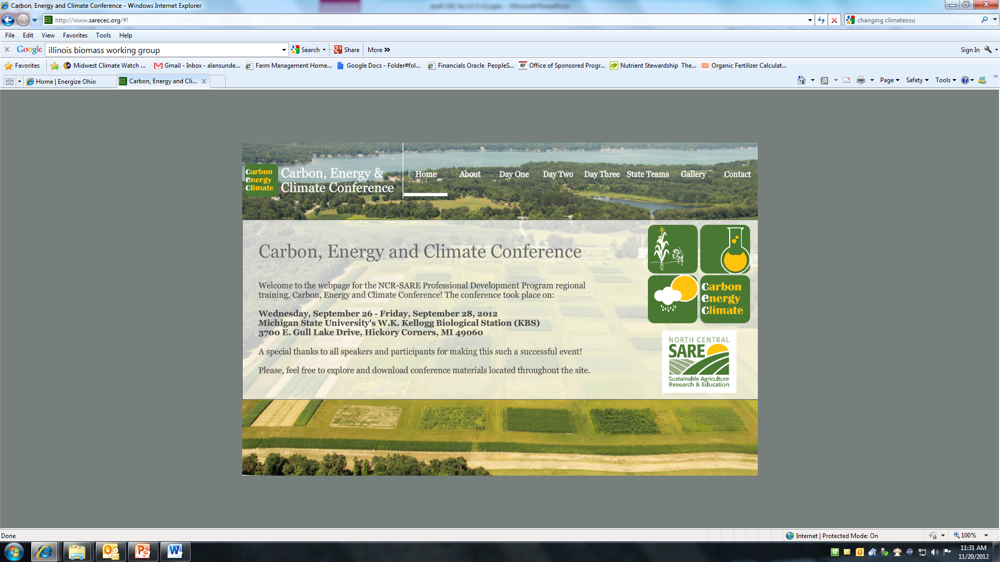 Carbon, Energy and Climate Conference - Windows Internet Explorer
http://www.sarecec.org/#!
changing climateosu
File Edit View Favorites Tools Help
x Google illinois biomass working group Search Share More Sign In
Favorites Midwest Climate Watch ... Gmail - Inbox - alansunde... Farm Management Home... Google Docs - Folder#fol... Financials Oracle PeopleS... RF Office of Sponsored Progr... Nutrient Stewardship The... OSU Organic Fertilizer Calculat...
Home | Energize Ohio Carbon, Energy and Cli... Page Safety Tools
Carbon
energy
Climate
Carbon, Energy &
Climate Conference
Home About Day One Day Two Day Three State Teams Gallery Contact
Carbon, Energy and Climate Conference
Welcome to the webpage for the NCR-SARE Professional Development Program regional
training, Carbon, Energy and Climate Conference! The conference took place on:
Wednesday, September 26 - Friday, September 28, 2012
Michigan State University's W.K. Kellogg Biological Station (KBS)
3700 E. Gull Lake Drive, Hickory Corners, MI 49060
A special thanks to all speakers and participants for making this such a successful event!
Please, feel free to explore and download conference materials located throughout the site.
Carbon
energy
Climate
NORTH CENTRAL
SARE
Sustainable Agriculture
Research & Education
Done
Internet | Protected Mode: On
100%
11:31 AM
11/20/2012